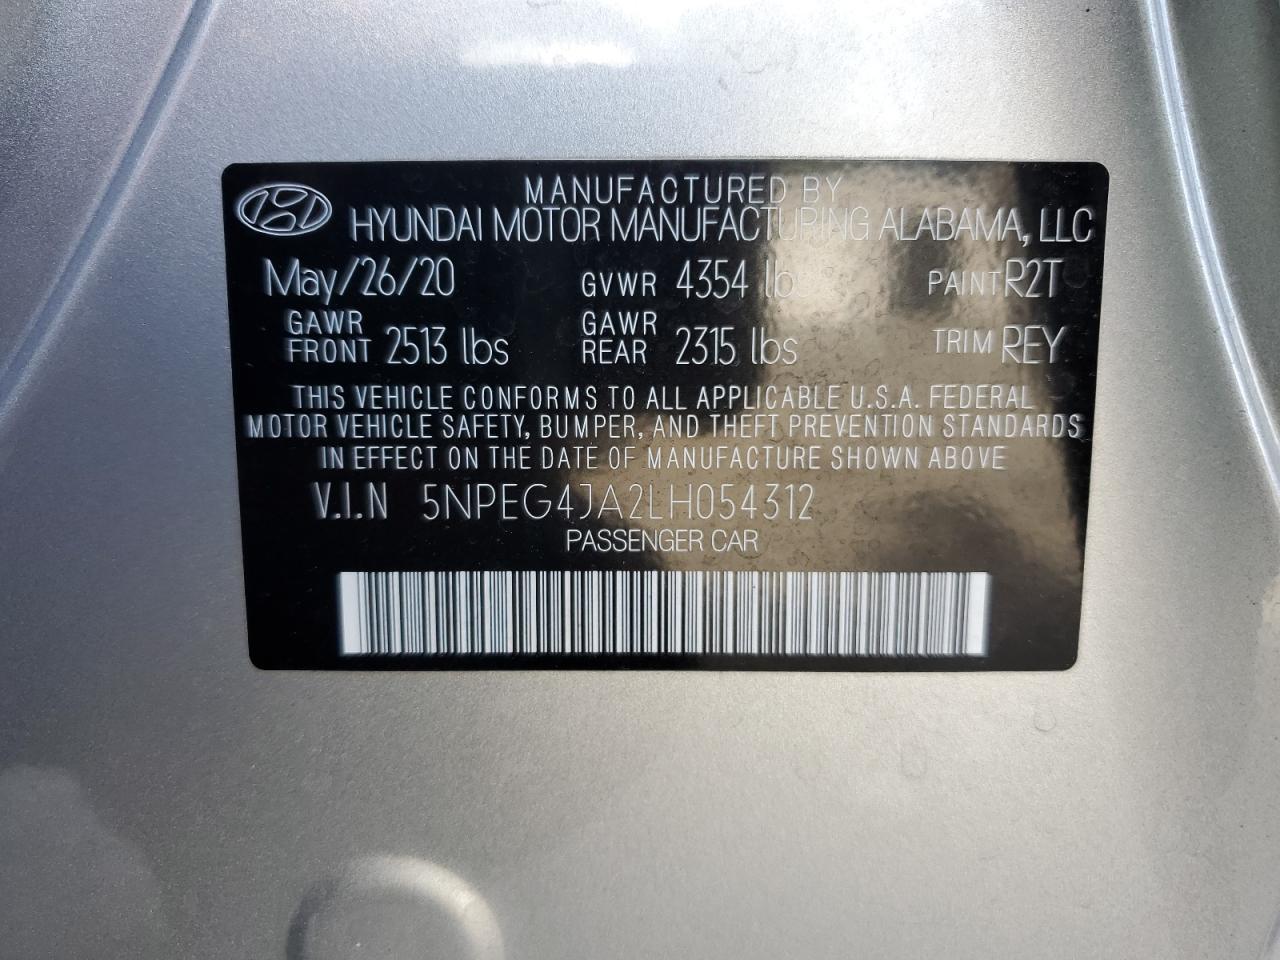 MANUFACTURED BY
HYUNDAI MOTOR MANUFACTURING ALABAMA, LLC
May/26/20 GVWR 4354 lbs PAINT R2T
GAWR FRONT 2513 lbs GAWR REAR 2315 lbs TRIM REY
THIS VEHICLE CONFORMS TO ALL APPLICABLE U.S.A. FEDERAL
MOTOR VEHICLE SAFETY, BUMPER, AND THEFT PREVENTION STANDARDS
IN EFFECT ON THE DATE OF MANUFACTURE SHOWN ABOVE
V.I.N 5NPEG4JA2LH054312
PASSENGER CAR